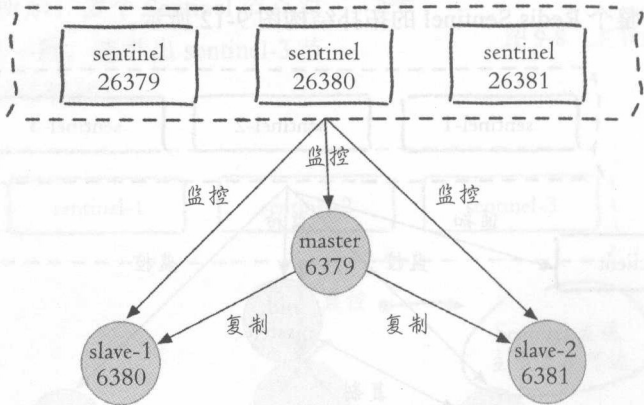 sentinel
26379
sentinel
26380
sentinel
26381
监控
监控
监控
master
6379
复制
复制
slave-1
6380
slave-2
6381